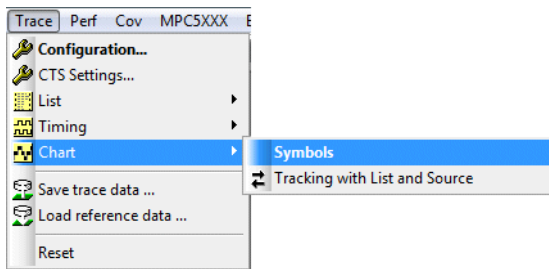 Trace Perf Cov MPC5XXX
Configuration...
CTS Settings...
List
Timing
Chart
Symbols
Tracking with List and Source
Save trace data ...
Load reference data ...
Reset